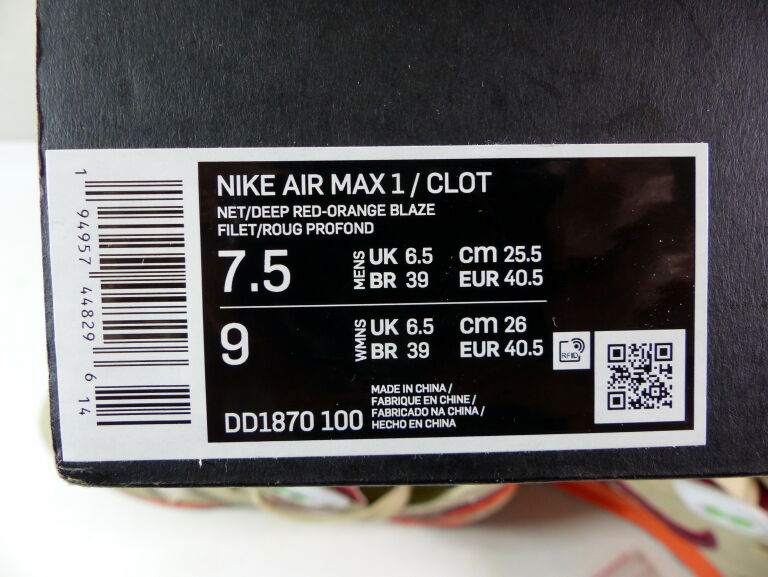 NIKE AIR MAX 1 / CLOT
NET/DEEP RED-ORANGE BLAZE
FILET/ROUG PROFOND
7.5
MENS
UK 6.5 cm 25.5
BR 39 EUR 40.5
9
WMNS
UK 6.5 cm 26
BR 39 EUR 40.5
RFID
DD1870 100
MADE IN CHINA /
FABRIQUE EN CHINE /
FABRICADO NA CHINA /
HECHO EN CHINA
1 94957 44829 6 14